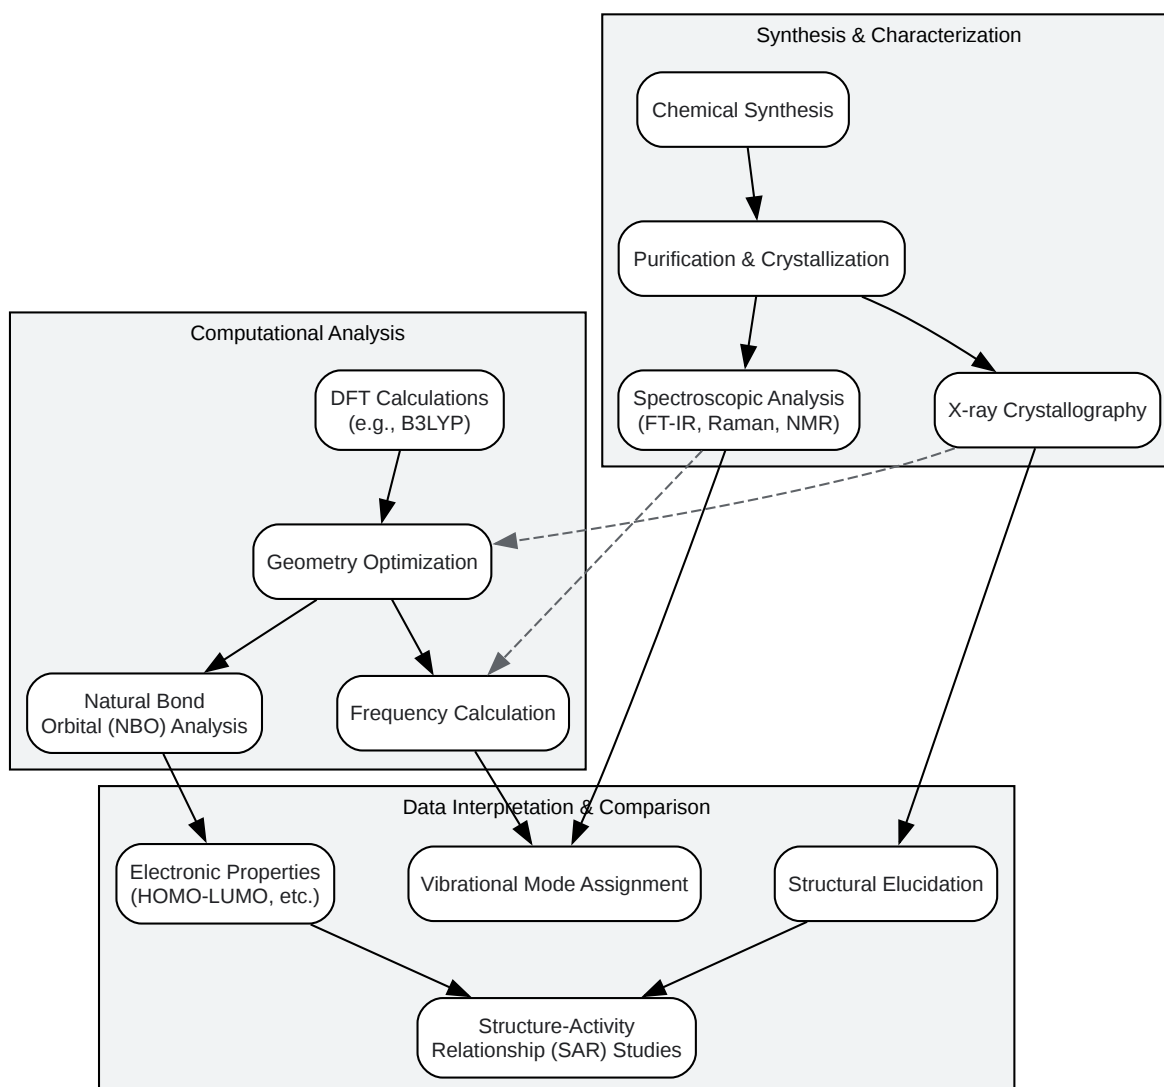 Synthesis & Characterization
Chemical Synthesis
Purification & Crystallization
Computational Analysis
DFT Calculations
(e.g., B3LYP)
Spectroscopic Analysis
(FT-IR, Raman, NMR)
X-ray Crystallography
Geometry Optimization
Natural Bond
Orbital (NBO) Analysis
Frequency Calculation
Data Interpretation & Comparison
Electronic Properties
(HOMO-LUMO, etc.)
Vibrational Mode Assignment
Structural Elucidation
Structure-Activity
Relationship (SAR) Studies